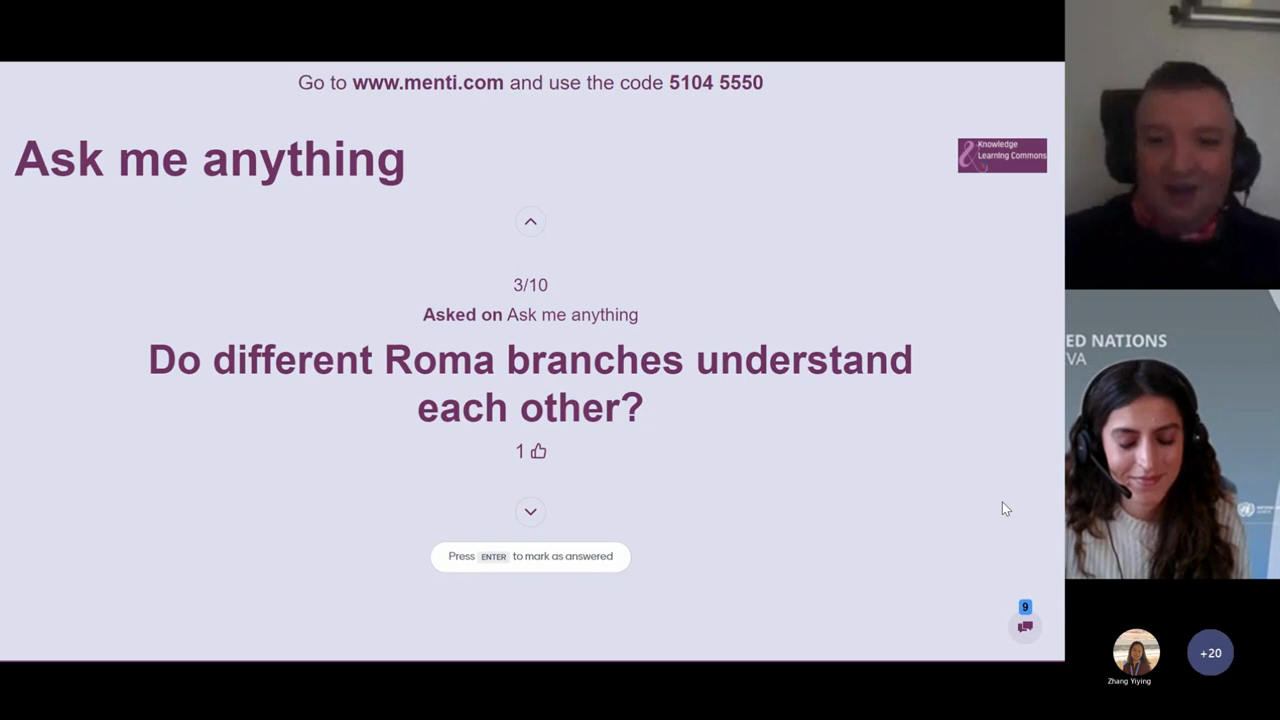 Go to www.menti.com and use the code 5104 5550
Ask me anything
Knowledge
& Learning Commons
3/10
Asked on Ask me anything
Do different Roma branches understand
each other?
1
Press ENTER to mark as answered
9
ED NATIONS
VA
Zhang Yiying
+20